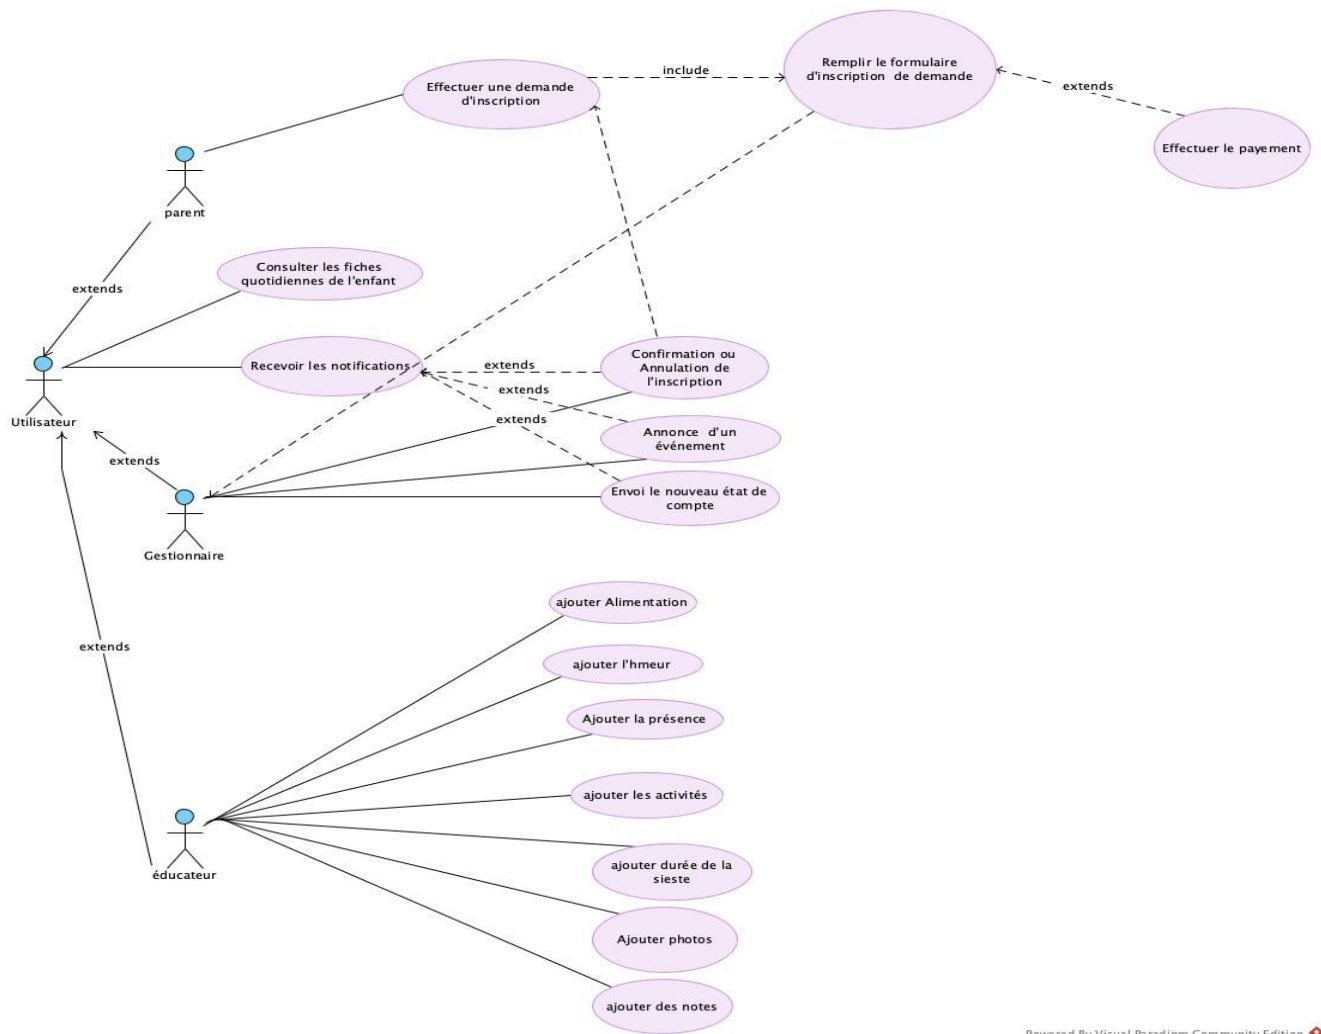 Effectuer une demande
d'inscription
include
Remplir le formulaire
d'inscription de demande
extends
Effectuer le payement
parent
extends
Consulter les fiches
quotidiennes de l'enfant
Recevoir les notifications
Utilisateur
extends
extends
extends
Confirmation ou
Annulation de
l'inscription
Annonce d'un
événement
Envoi le nouveau état de
compte
extends
Gestionnaire
ajouter Alimentation
ajouter l'hmeur
Ajouter la présence
ajouter les activités
ajouter durée de la
sieste
Ajouter photos
ajouter des notes
extends
éducateur
Powered By Visual Paradigm Community Edition